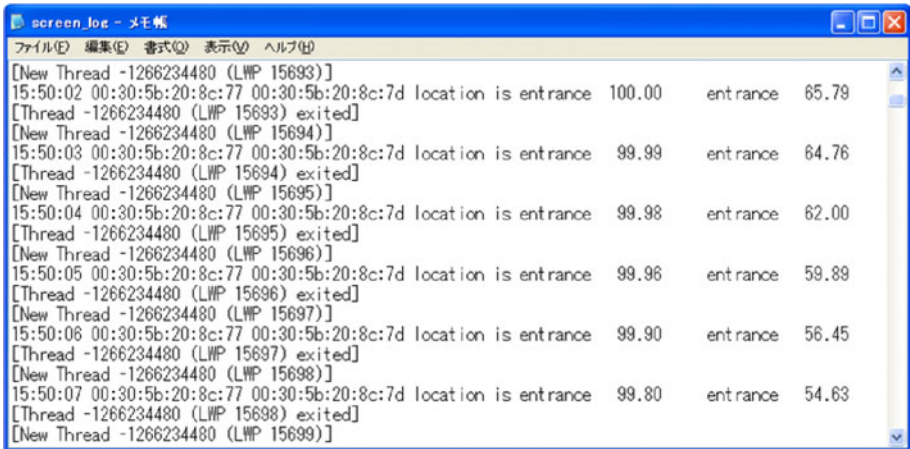 screen_log - メモ帳
ファイル(F) 編集(E) 書式(O) 表示(V) ヘルプ(H)
[New Thread -1266234480 (LWP 15693)]
15:50:02 00:30:5b:20:8c:77 00:30:5b:20:8c:7d location is entrance 100.00 entrance 65.79
[Thread -1266234480 (LWP 15693) exited]
[New Thread -1266234480 (LWP 15694)]
15:50:03 00:30:5b:20:8c:77 00:30:5b:20:8c:7d location is entrance 99.99 entrance 64.76
[Thread -1266234480 (LWP 15694) exited]
[New Thread -1266234480 (LWP 15695)]
15:50:04 00:30:5b:20:8c:77 00:30:5b:20:8c:7d location is entrance 99.98 entrance 62.00
[Thread -1266234480 (LWP 15695) exited]
[New Thread -1266234480 (LWP 15696)]
15:50:05 00:30:5b:20:8c:77 00:30:5b:20:8c:7d location is entrance 99.96 entrance 59.89
[Thread -1266234480 (LWP 15696) exited]
[New Thread -1266234480 (LWP 15697)]
15:50:06 00:30:5b:20:8c:77 00:30:5b:20:8c:7d location is entrance 99.90 entrance 56.45
[Thread -1266234480 (LWP 15697) exited]
[New Thread -1266234480 (LWP 15698)]
15:50:07 00:30:5b:20:8c:77 00:30:5b:20:8c:7d location is entrance 99.80 entrance 54.63
[Thread -1266234480 (LWP 15698) exited]
[New Thread -1266234480 (LWP 15699)]